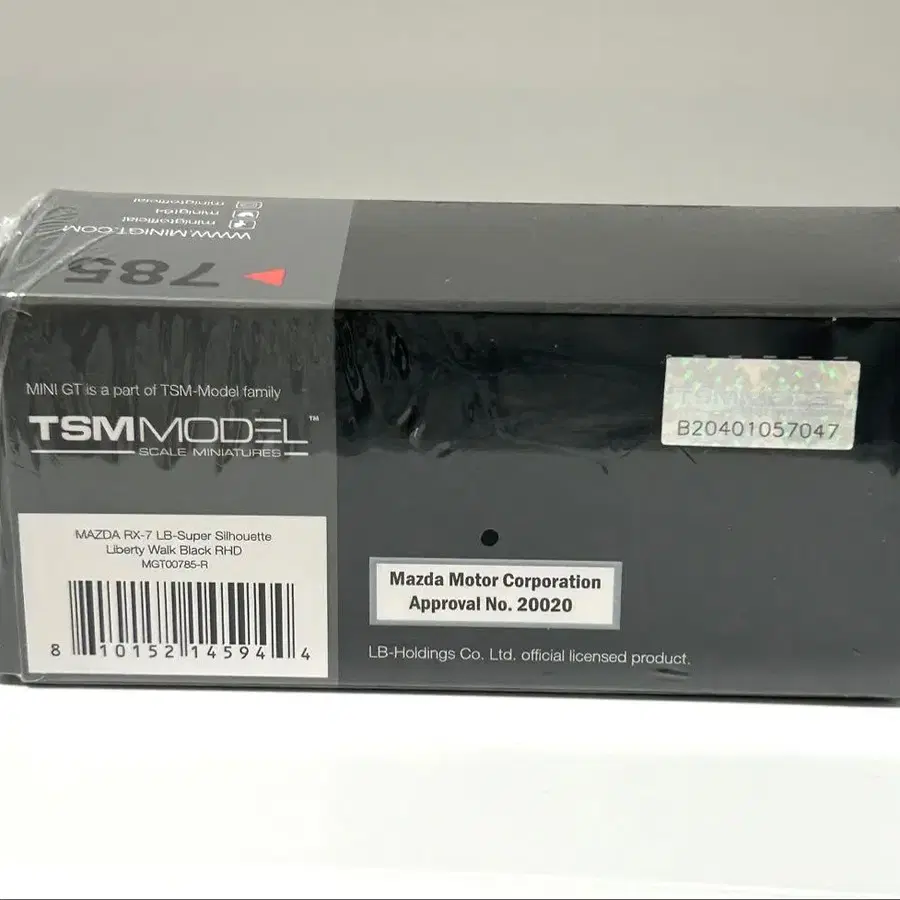 minigtofficial
minigt64
minigtofficial
WWW.MINIGT.COM
785
MINI GT is a part of TSM-Model family
TSMMODEL™
SCALE MINIATURES
MAZDA RX-7 LB-Super Silhouette
Liberty Walk Black RHD
MGT00785-R
8 10152 14594 4
TSMMODEL
B20401057047
Mazda Motor Corporation
Approval No. 20020
LB-Holdings Co. Ltd. official licensed product.